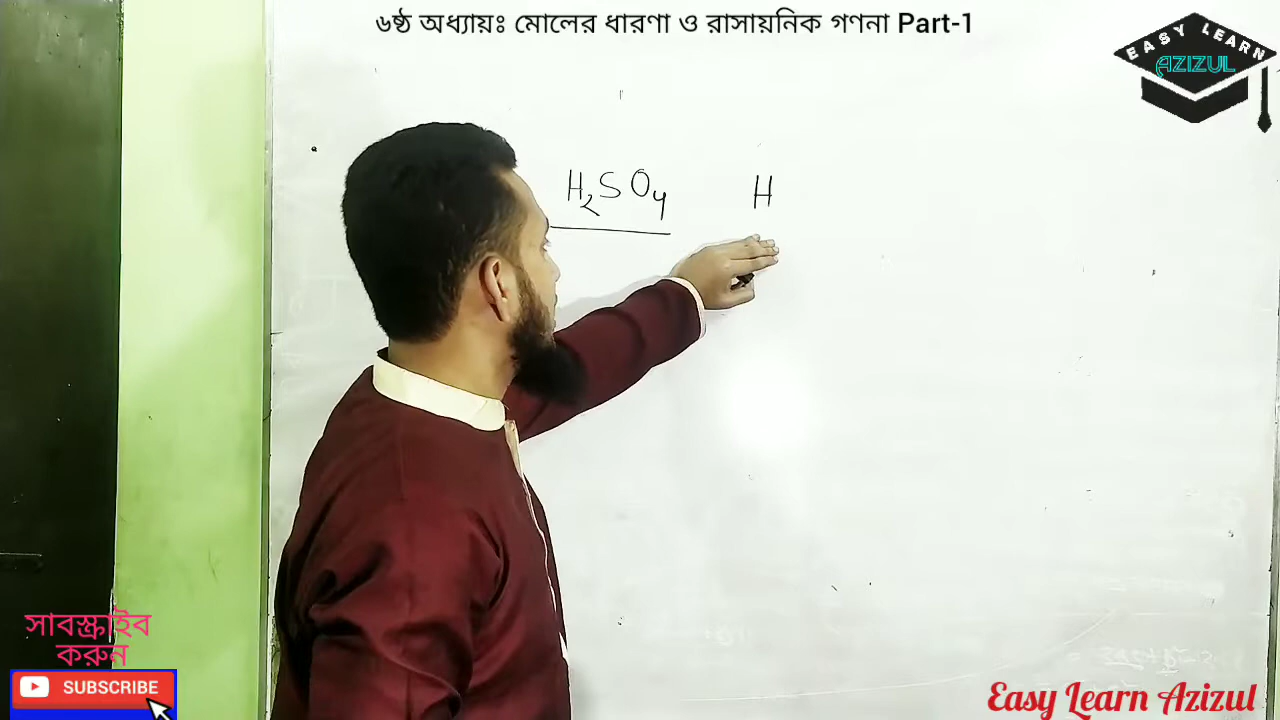 ৬ষ্ঠ অধ্যায়ঃ মোলের ধারণা ও রাসায়নিক গণনা Part-1
EASY LEARN
AZIZUL
H₂SO₄ H
সাবস্ক্রাইব
করুন
SUBSCRIBE
Easy Learn Azizul